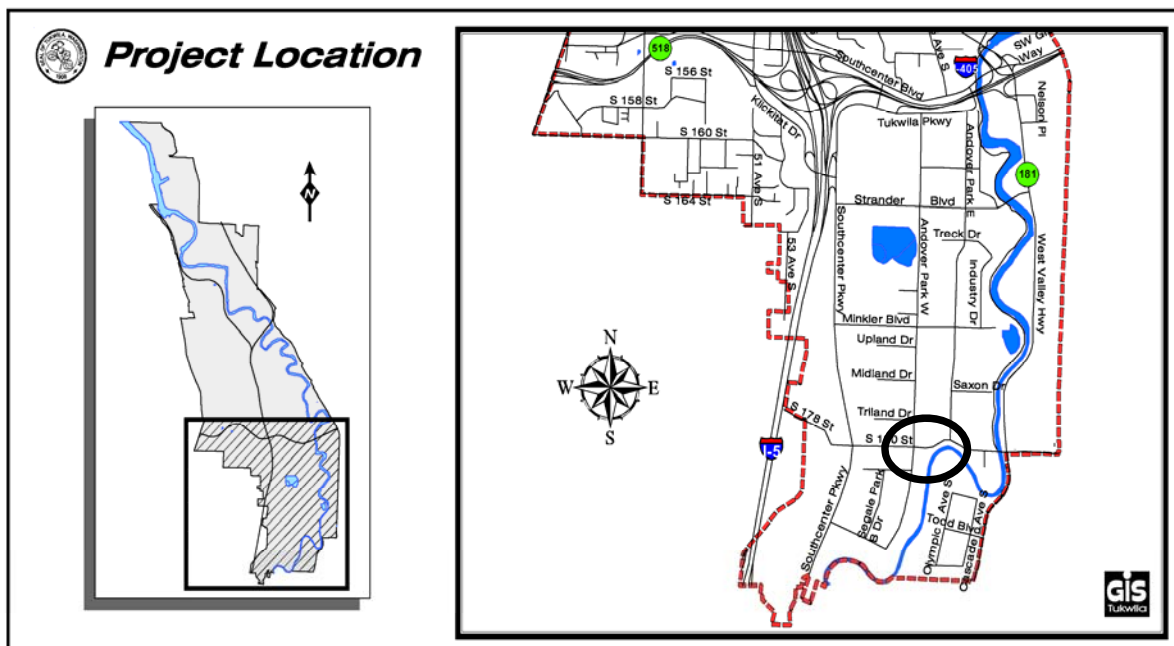 Project Location
1908
N
518
S 156 St
S 158 St
S 160 St
S 164 St
Klickitat Dr
51 Ave S
53 Ave S
Southcenter Blvd
I-405
SW Gr
Way
Nelson Pl
Tukwila Pkwy
Andover Park E
181
Strander Blvd
Treck Dr
Southcenter Pkwy
Andover Park W
Industry Dr
West Valley Hwy
Minkler Blvd
Upland Dr
Midland Dr
Saxon Dr
Triland Dr
S 178 St
I-5
N
W
E
S
Southcenter Pkwy
Segale Park
B Dr
Olympic Ave S
Todd Blvd
Cascade Ave S
GIS
Tukwila